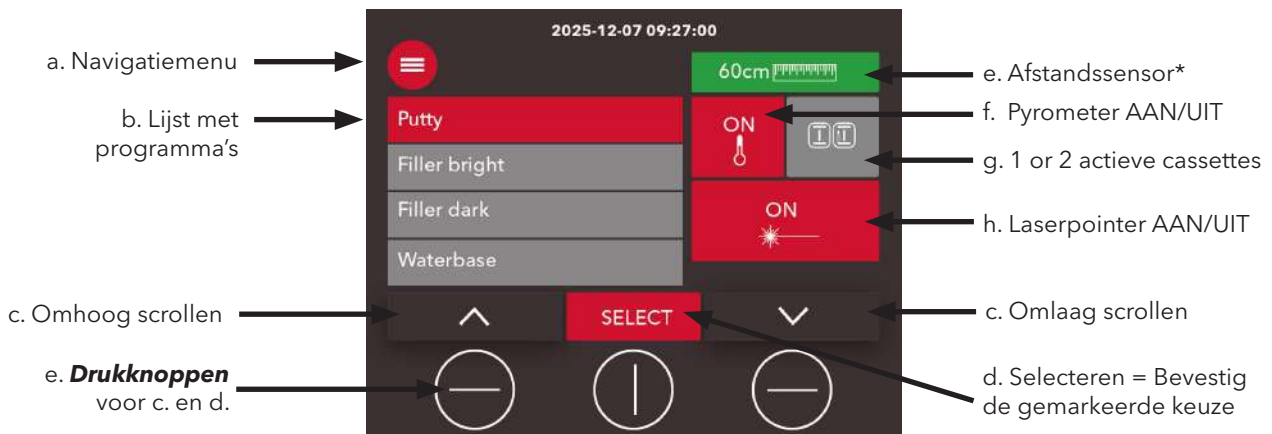 2025-12-07 09:27:00
a. Navigatiemenu
60cm
e. Afstandssensor*
b. Lijst met
programma's
Putty
ON
f. Pyrometer AAN/UIT
Filler bright
g. 1 or 2 actieve cassettes
Filler dark
ON
h. Laserpointer AAN/UIT
Waterbase
c. Omhoog scrollen
SELECT
c. Omlaag scrollen
e. Drukknoppen
voor c. en d.
d. Selecteren = Bevestig
de gemarkeerde keuze